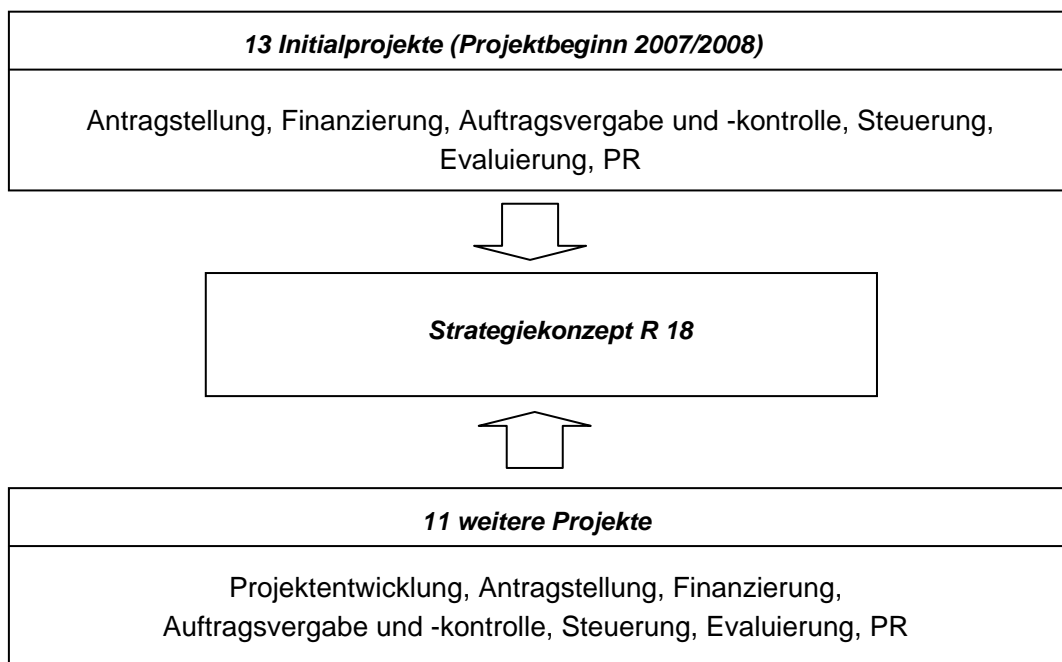 13 Initialprojekte (Projektbeginn 2007/2008)
Antragstellung, Finanzierung, Auftragsvergabe und -kontrolle, Steuerung,
Evaluierung, PR
Strategiekonzept R 18
11 weitere Projekte
Projektentwicklung, Antragstellung, Finanzierung,
Auftragsvergabe und -kontrolle, Steuerung, Evaluierung, PR